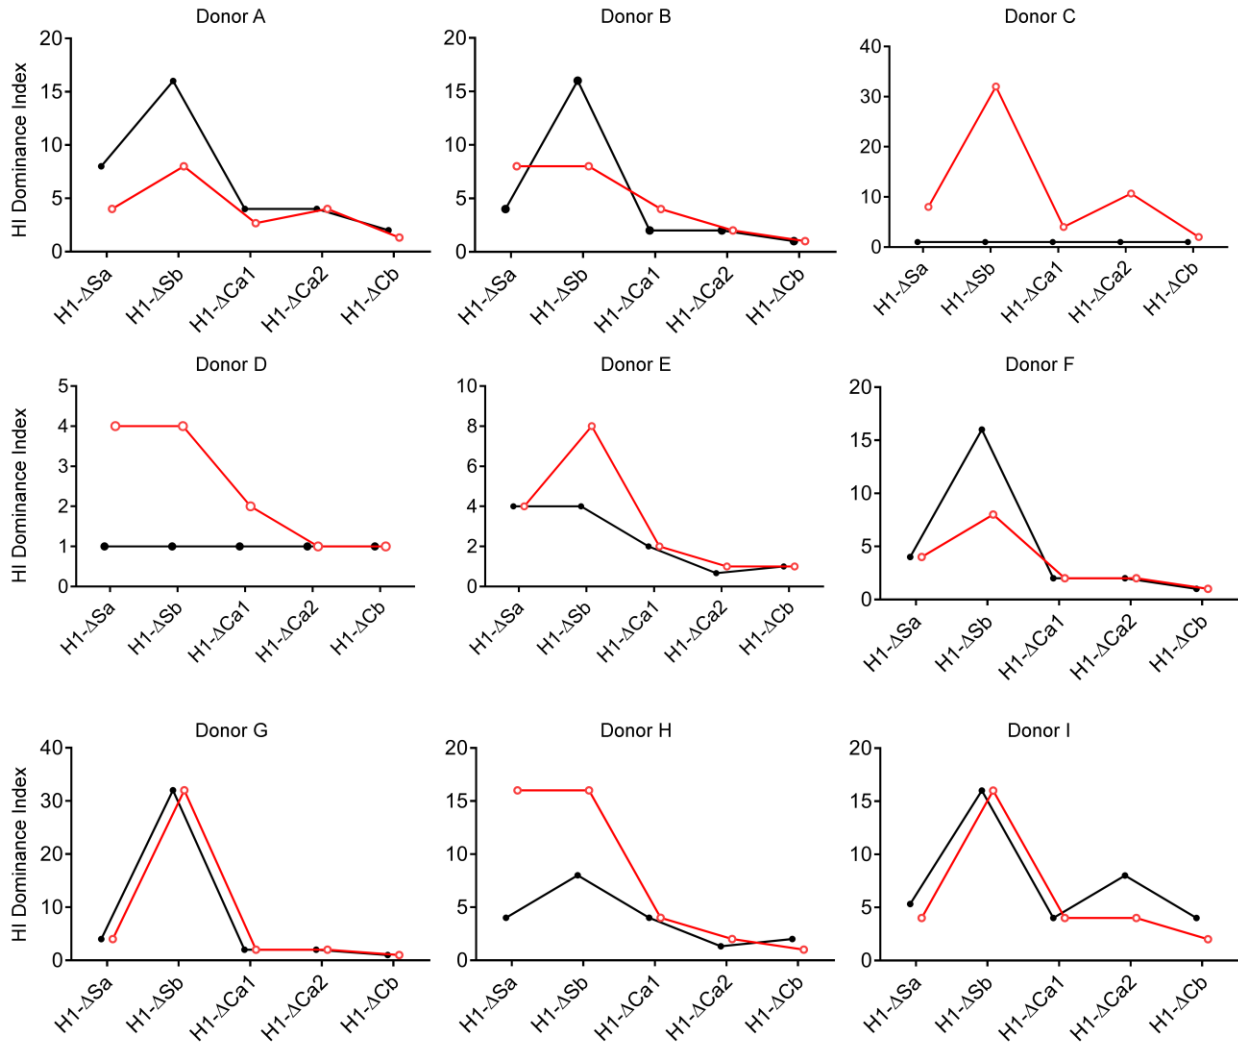 Donor A
HI Dominance Index
20
15
10
5
0
H1-ΔSa
H1-ΔSb
H1-ΔCa1
H1-ΔCa2
H1-ΔCb
Donor B
20
15
10
5
0
H1-ΔSa
H1-ΔSb
H1-ΔCa1
H1-ΔCa2
H1-ΔCb
Donor C
40
30
20
10
0
H1-ΔSa
H1-ΔSb
H1-ΔCa1
H1-ΔCa2
H1-ΔCb
Donor D
HI Dominance Index
5
4
3
2
1
0
H1-ΔSa
H1-ΔSb
H1-ΔCa1
H1-ΔCa2
H1-ΔCb
Donor E
10
8
6
4
2
0
H1-ΔSa
H1-ΔSb
H1-ΔCa1
H1-ΔCa2
H1-ΔCb
Donor F
20
15
10
5
0
H1-ΔSa
H1-ΔSb
H1-ΔCa1
H1-ΔCa2
H1-ΔCb
Donor G
HI Dominance Index
40
30
20
10
0
H1-ΔSa
H1-ΔSb
H1-ΔCa1
H1-ΔCa2
H1-ΔCb
Donor H
20
15
10
5
0
H1-ΔSa
H1-ΔSb
H1-ΔCa1
H1-ΔCa2
H1-ΔCb
Donor I
20
15
10
5
0
H1-ΔSa
H1-ΔSb
H1-ΔCa1
H1-ΔCa2
H1-ΔCb